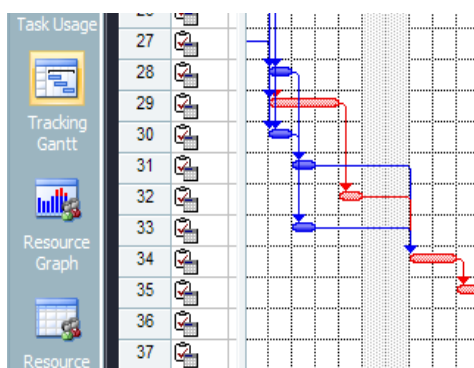 Task Usage
Tracking
Gantt
Resource
Graph
Resource
27
28
29
30
31
32
33
34
35
36
37